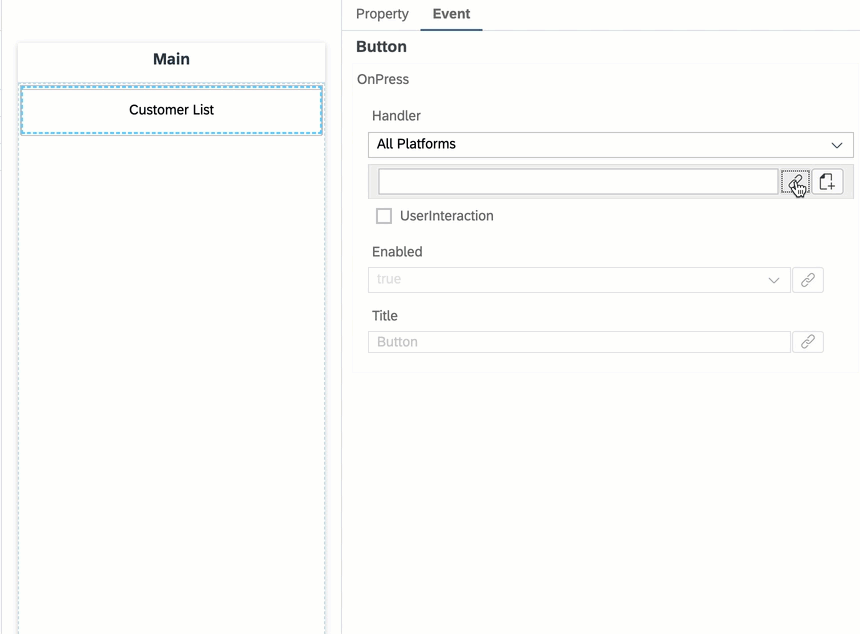 Property Event
Main
Button
Customer List
OnPress
Handler
All Platforms
UserInteraction
Enabled
true
Title
Button